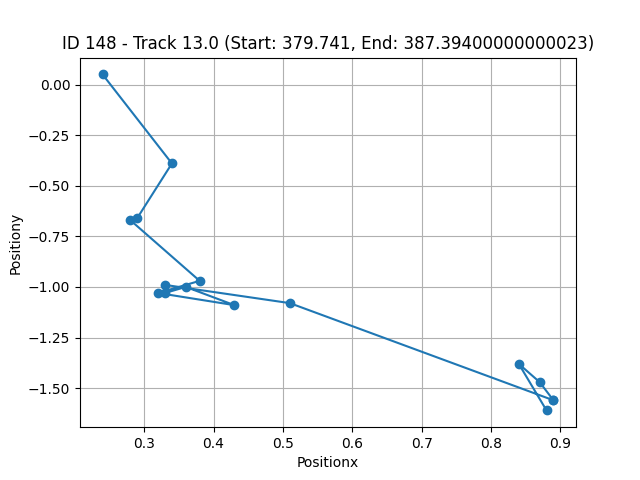 ID 148 - Track 13.0 (Start: 379.741, End: 387.39400000000023)
0.00
−0.25
−0.50
−0.75
−1.00
−1.25
−1.50
Positiony
0.3 0.4 0.5 0.6 0.7 0.8 0.9
Positionx